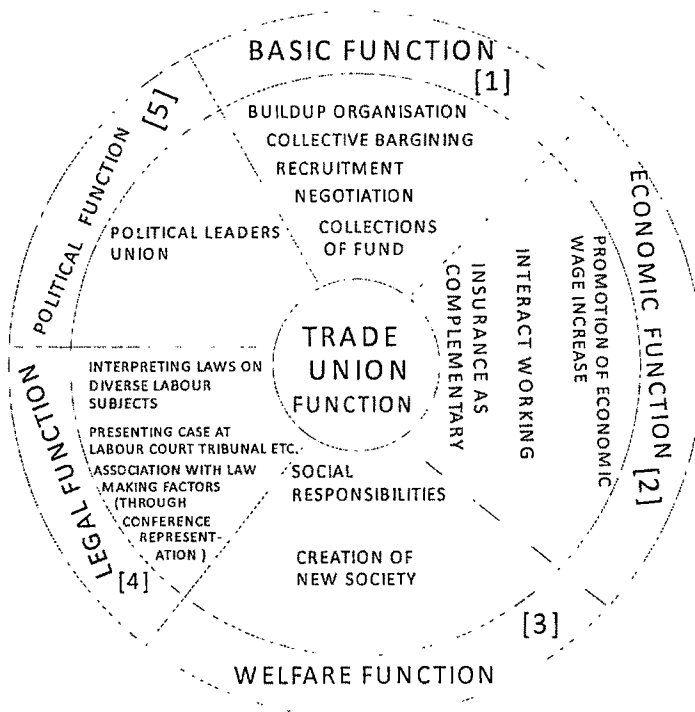 BASIC FUNCTION
[1]
BUILDUP ORGANISATION
COLLECTIVE BARGINING
RECRUITMENT
NEGOTIATION
COLLECTIONS
OF FUND
ECONOMIC FUNCTION [2]
PROMOTION OF ECONOMIC
WAGE INCREASE
INTERACT WORKING
INSURANCE AS
COMPLEMENTARY
TRADE
UNION
FUNCTION
SOCIAL
RESPONSIBILITIES
CREATION OF
NEW SOCIETY
[3]
WELFARE FUNCTION
LEGAL FUNCTION
[4]
INTERPRETING LAWS ON
DIVERSE LABOUR
SUBJECTS
PRESENTING CASE AT
LABOUR COURT TRIBUNAL ETC.
ASSOCIATION WITH LAW
MAKING FACTORS
(THROUGH
CONFERENCE
REPRESENT-
ATION )
POLITICAL FUNCTION [5]
POLITICAL LEADERS
UNION